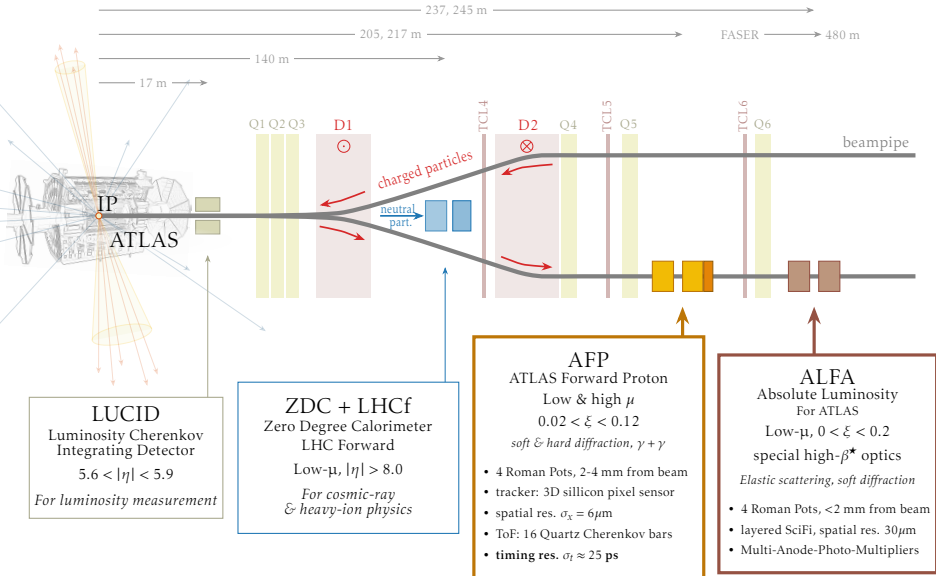 237, 245 m
205, 217 m
FASER
480 m
140 m
17 m
Q1 Q2 Q3
D1
TCL4
D2
Q4
TCL5
Q5
TCL6
Q6
beampipe
charged particles
neutral
part.
IP
ATLAS
LUCID
Luminosity Cherenkov
Integrating Detector
5.6 < |η| < 5.9
For luminosity measurement
ZDC + LHCf
Zero Degree Calorimeter
LHC Forward
Low-μ, |η| > 8.0
For cosmic-ray
& heavy-ion physics
AFP
ATLAS Forward Proton
Low & high μ
0.02 < ξ < 0.12
soft & hard diffraction, γ + γ
• 4 Roman Pots, 2-4 mm from beam
• tracker: 3D sillicon pixel sensor
• spatial res. σx = 6μm
• ToF: 16 Quartz Cherenkov bars
• timing res. σt ≈ 25 ps
ALFA
Absolute Luminosity
For ATLAS
Low-μ, 0 < ξ < 0.2
special high-β★ optics
Elastic scattering, soft diffraction
• 4 Roman Pots, <2 mm from beam
• layered SciFi, spatial res. 30μm
• Multi-Anode-Photo-Multipliers